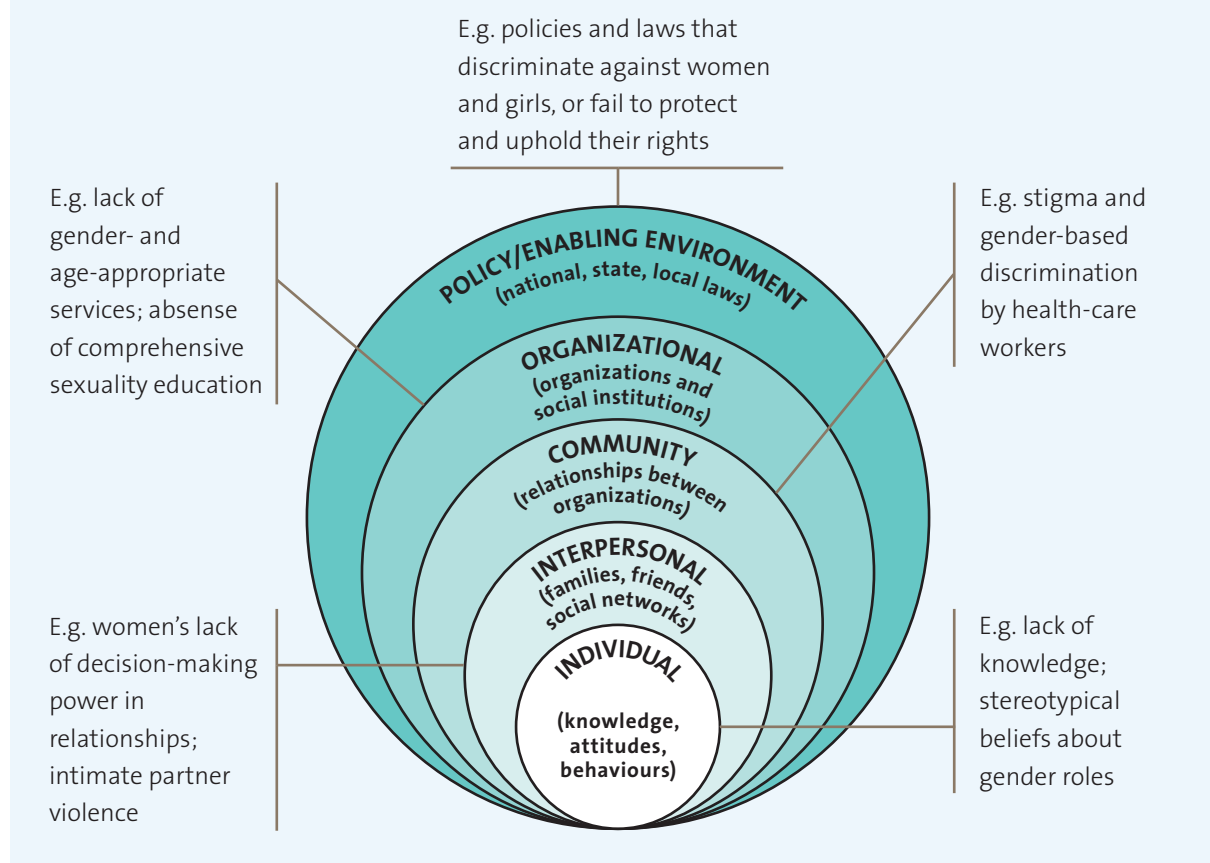 E.g. policies and laws that
discriminate against women
and girls, or fail to protect
and uphold their rights
E.g. lack of
gender- and
age-appropriate
services; absense
of comprehensive
sexuality education
E.g. stigma and
gender-based
discrimination
by health-care
workers
POLICY/ENABLING ENVIRONMENT
(national, state, local laws)
ORGANIZATIONAL
(organizations and
social institutions)
COMMUNITY
(relationships between
organizations)
INTERPERSONAL
(families, friends,
social networks)
INDIVIDUAL
(knowledge,
attitudes,
behaviours)
E.g. women’s lack
of decision-making
power in
relationships;
intimate partner
violence
E.g. lack of
knowledge;
stereotypical
beliefs about
gender roles